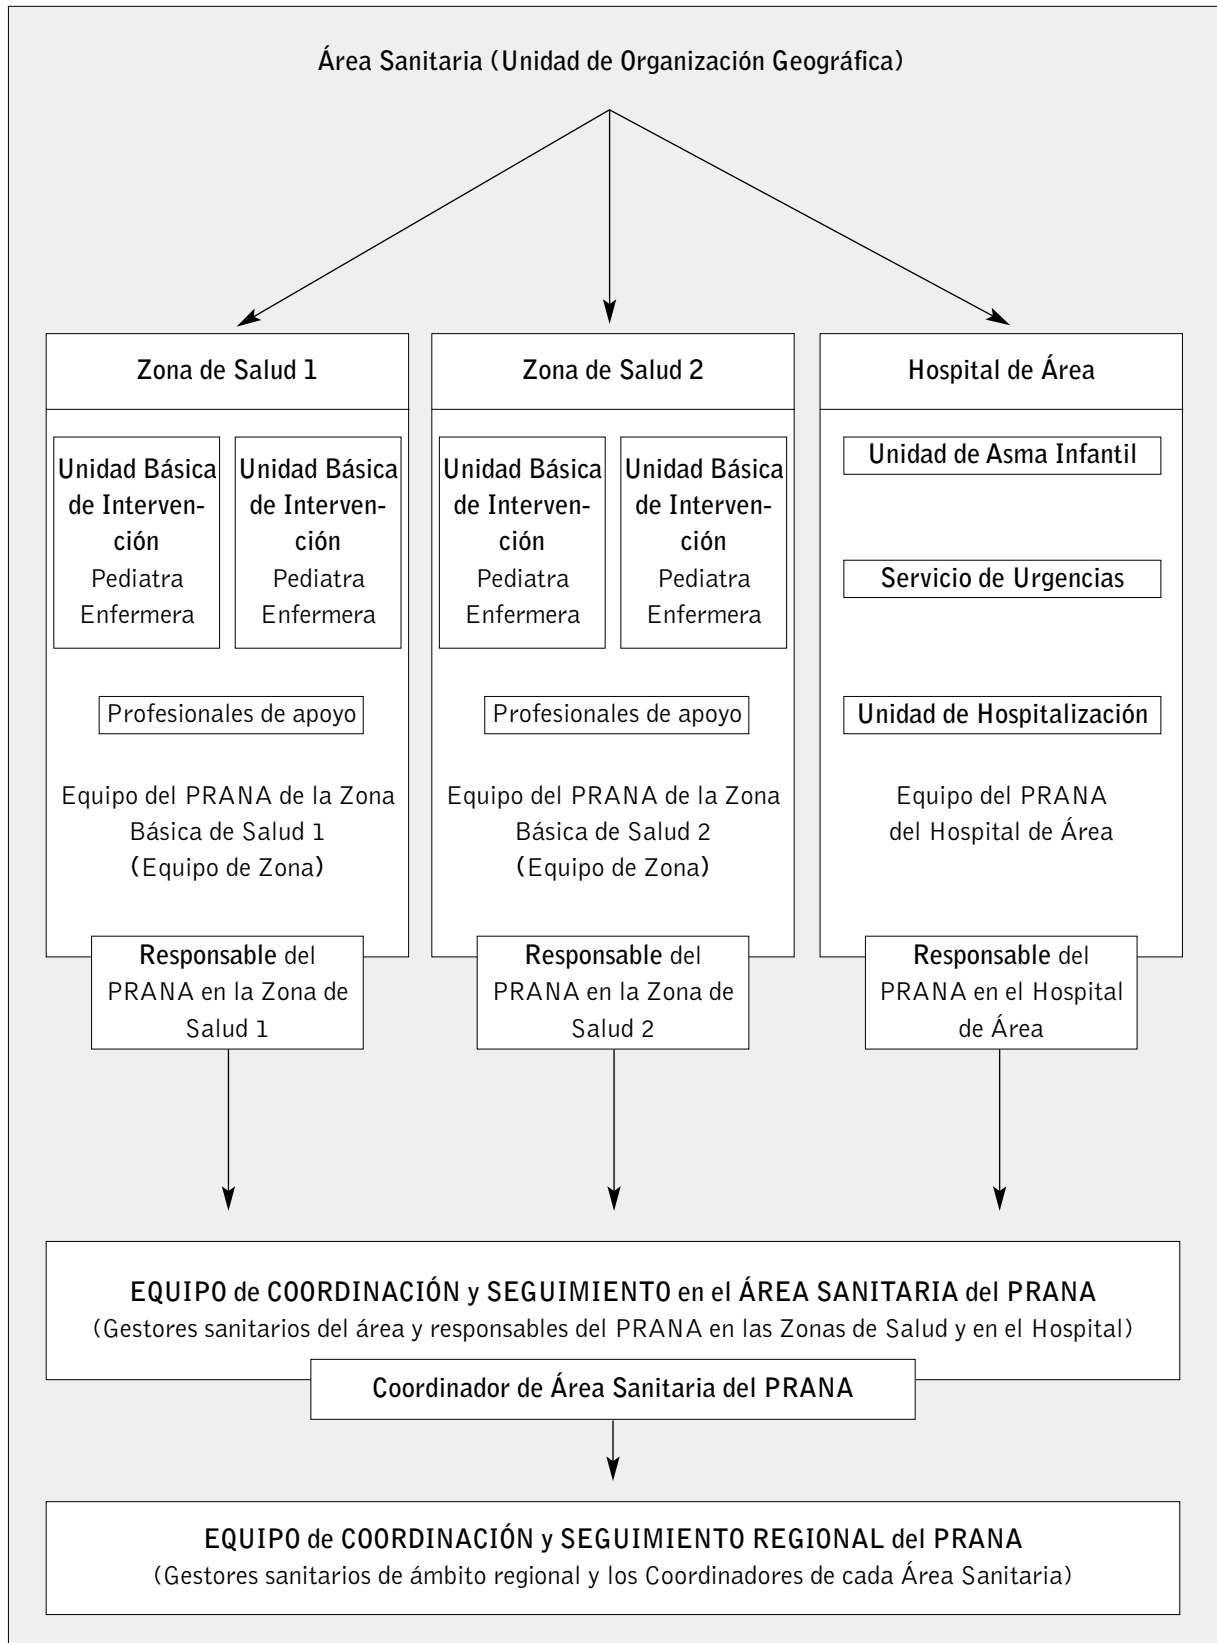 Área Sanitaria (Unidad de Organización Geográfica)
Zona de Salud 1
Unidad Básica
de Interven-
ción
Pediatra
Enfermera
Unidad Básica
de Interven-
ción
Pediatra
Enfermera
Profesionales de apoyo
Equipo del PRANA de la Zona
Básica de Salud 1
(Equipo de Zona)
Responsable del
PRANA en la Zona de
Salud 1
Zona de Salud 2
Unidad Básica
de Interven-
ción
Pediatra
Enfermera
Unidad Básica
de Interven-
ción
Pediatra
Enfermera
Profesionales de apoyo
Equipo del PRANA de la Zona
Básica de Salud 2
(Equipo de Zona)
Responsable del
PRANA en la Zona de
Salud 2
Hospital de Área
Unidad de Asma Infantil
Servicio de Urgencias
Unidad de Hospitalización
Equipo del PRANA
del Hospital de Área
Responsable del
PRANA en el Hospital
de Área
EQUIPO de COORDINACIÓN y SEGUIMIENTO en el ÁREA SANITARIA del PRANA
(Gestores sanitarios del área y responsables del PRANA en las Zonas de Salud y en el Hospital)
Coordinador de Área Sanitaria del PRANA
EQUIPO de COORDINACIÓN y SEGUIMIENTO REGIONAL del PRANA
(Gestores sanitarios de ámbito regional y los Coordinadores de cada Área Sanitaria)